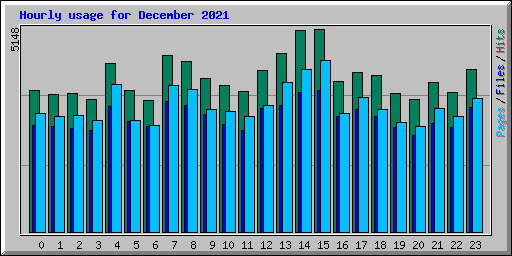 Hourly usage for December 2021
5148
Pages / Files / Hits
0 1 2 3 4 5 6 7 8 9 10 11 12 13 14 15 16 17 18 19 20 21 22 23